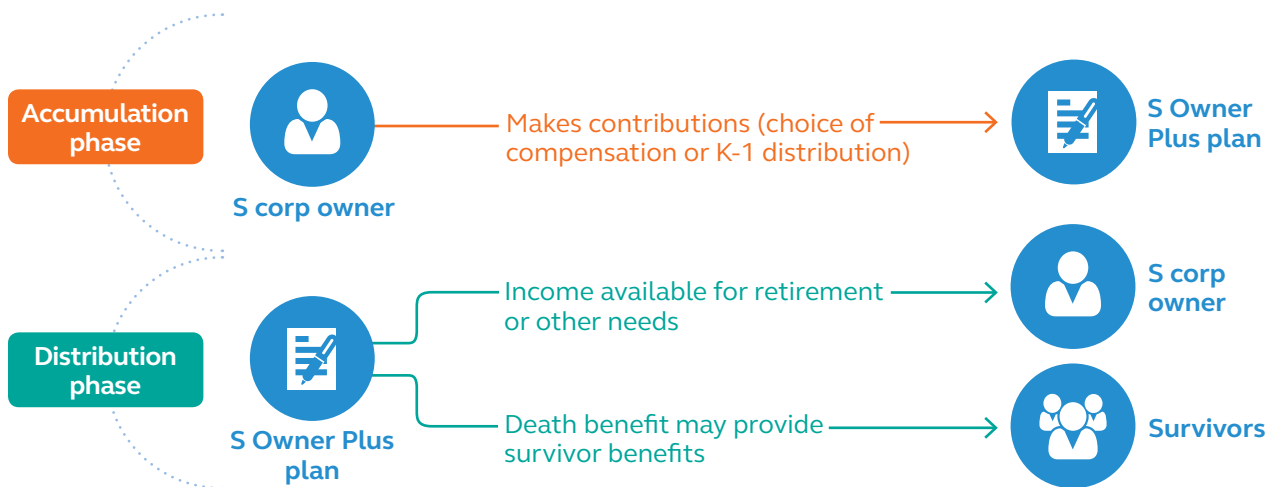 Accumulation
phase
S corp owner
Makes contributions (choice of
compensation or K-1 distribution)
S Owner
Plus plan
Distribution
phase
S Owner Plus
plan
Income available for retirement
or other needs
S corp
owner
Death benefit may provide
survivor benefits
Survivors